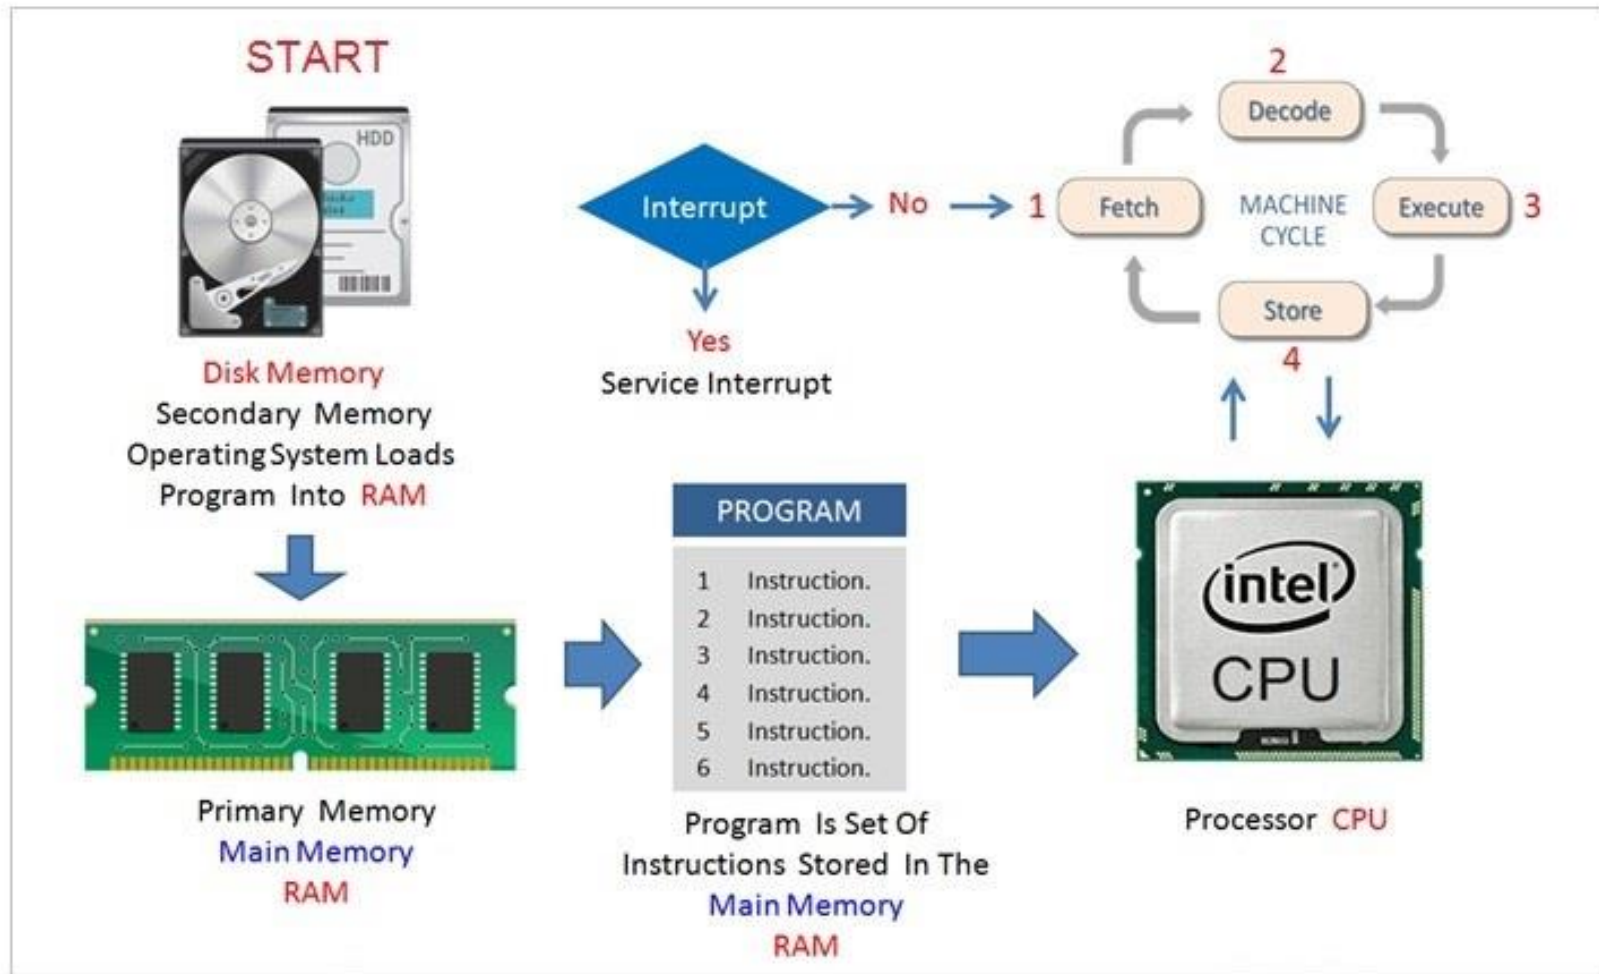 START
HDD
Disk Memory
Secondary Memory
Operating System Loads
Program Into RAM
Primary Memory
Main Memory
RAM
Interrupt
No
Yes
Service Interrupt
PROGRAM
1 Instruction.
2 Instruction.
3 Instruction.
4 Instruction.
5 Instruction.
6 Instruction.
Program Is Set Of
Instructions Stored In The
Main Memory
RAM
2
Decode
1 Fetch
MACHINE
CYCLE
Execute 3
Store
4
intel
CPU
Processor CPU